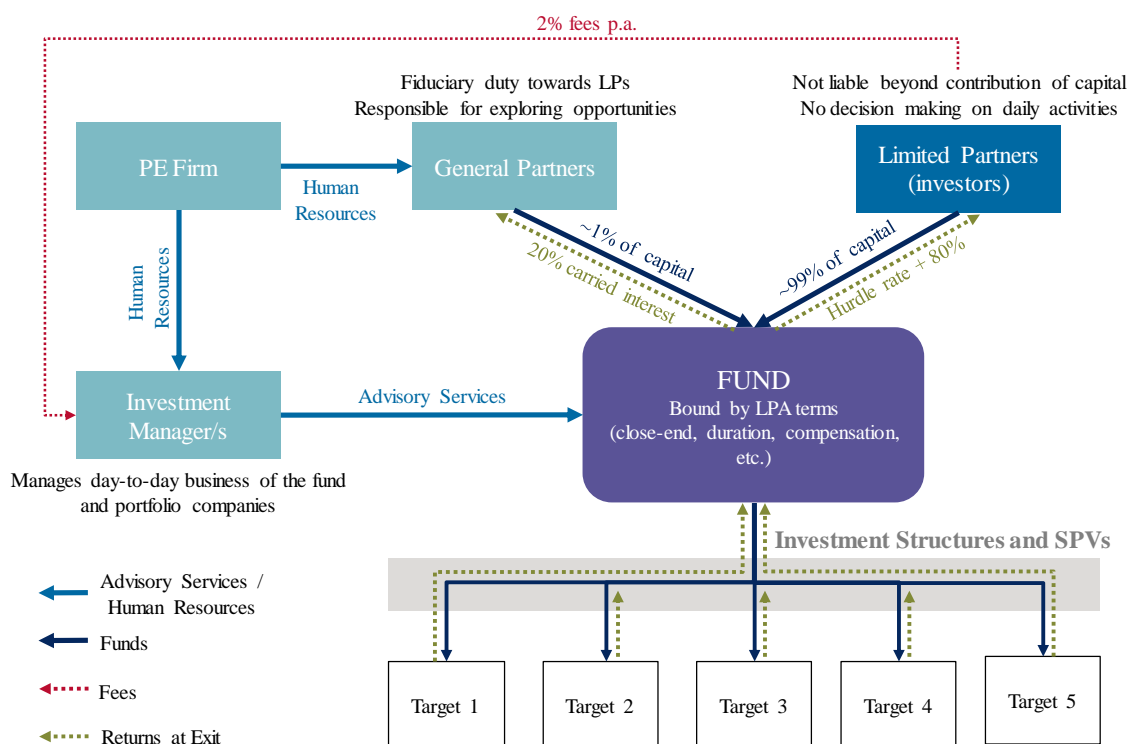 2% fees p.a.
Fiduciary duty towards LPs
Responsible for exploring opportunities
Not liable beyond contribution of capital
No decision making on daily activities
PE Firm
Human
Resources
General Partners
Limited Partners
(investors)
Human
Resources
~1% of capital
20% carried interest
~99% of capital
Hurdle rate + 80%
Investment
Manager/s
Advisory Services
FUND
Bound by LPA terms
(close-end, duration, compensation,
etc.)
Manages day-to-day business of the fund
and portfolio companies
Investment Structures and SPVs
Advisory Services /
Human Resources
Funds
Fees
Returns at Exit
Target 1
Target 2
Target 3
Target 4
Target 5